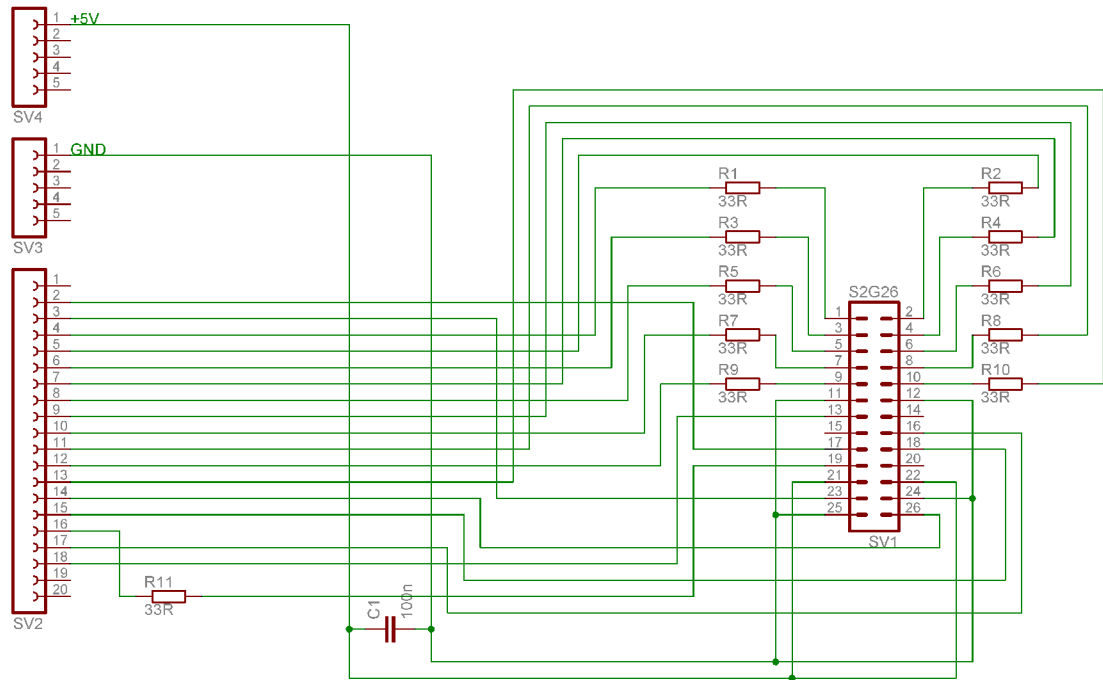 +5V
1
2
3
4
5
SV4
GND
1
2
3
4
5
SV3
1
2
3
4
5
6
7
8
9
10
11
12
13
14
15
16
17
18
19
20
SV2
R11
33R
C1
100n
R1
33R
R3
33R
R5
33R
R7
33R
R9
33R
R2
33R
R4
33R
R6
33R
R8
33R
R10
33R
S2G26
1 2
3 4
5 6
7 8
9 10
11 12
13 14
15 16
17 18
19 20
21 22
23 24
25 26
SV1